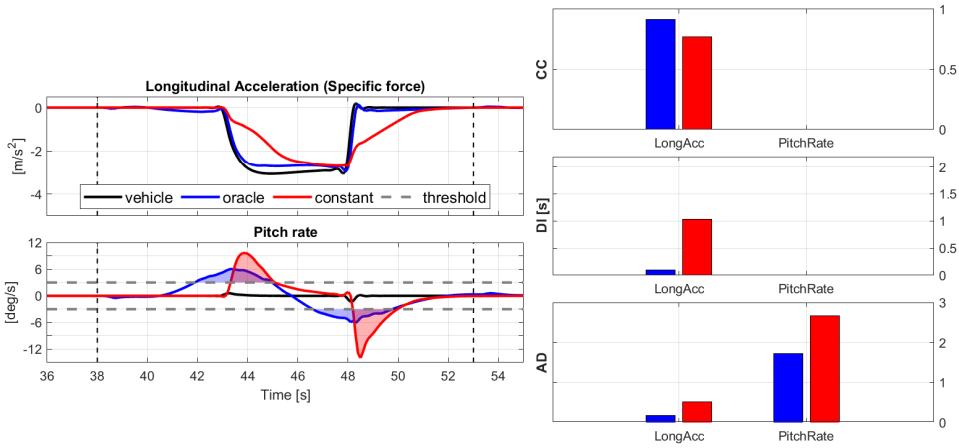 Longitudinal Acceleration (Specific force)
[m/s²]
0
-2
-4
vehicle oracle constant threshold
Pitch rate
[deg/s]
12
6
0
-6
-12
36 38 40 42 44 46 48 50 52 54
Time [s]
CC
1
0.5
0
LongAcc PitchRate
DI [s]
2
1.5
1
0.5
0
LongAcc PitchRate
AD
3
2
1
0
LongAcc PitchRate